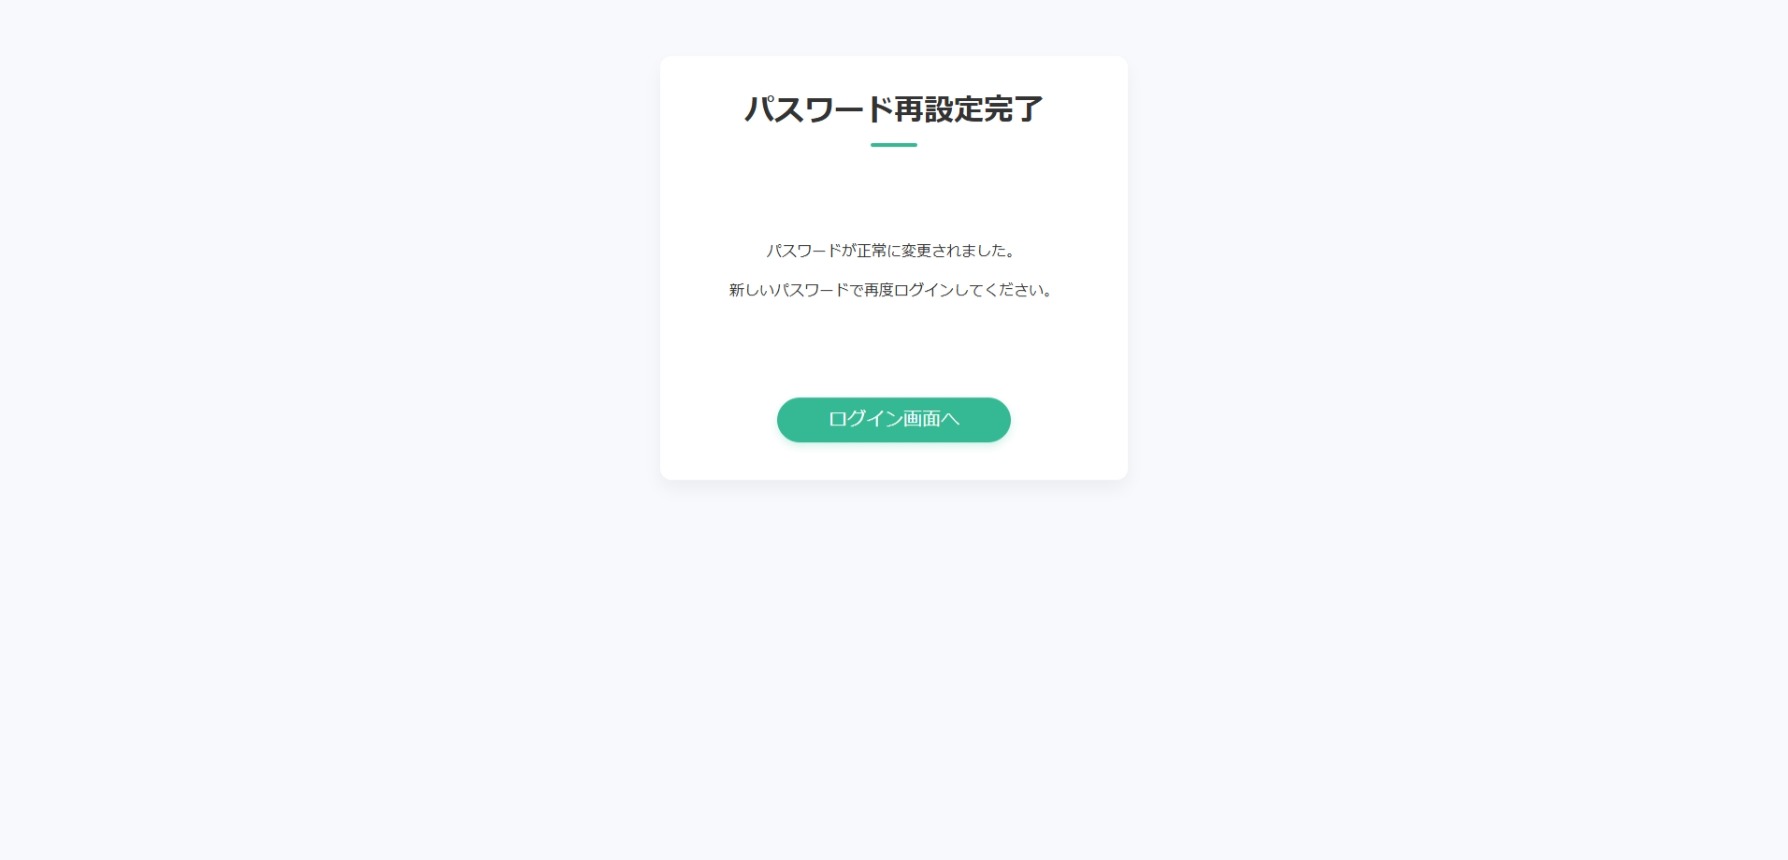 パスワード再設定完了
パスワードが正常に変更されました。
新しいパスワードで再度ログインしてください。
ログイン画面へ